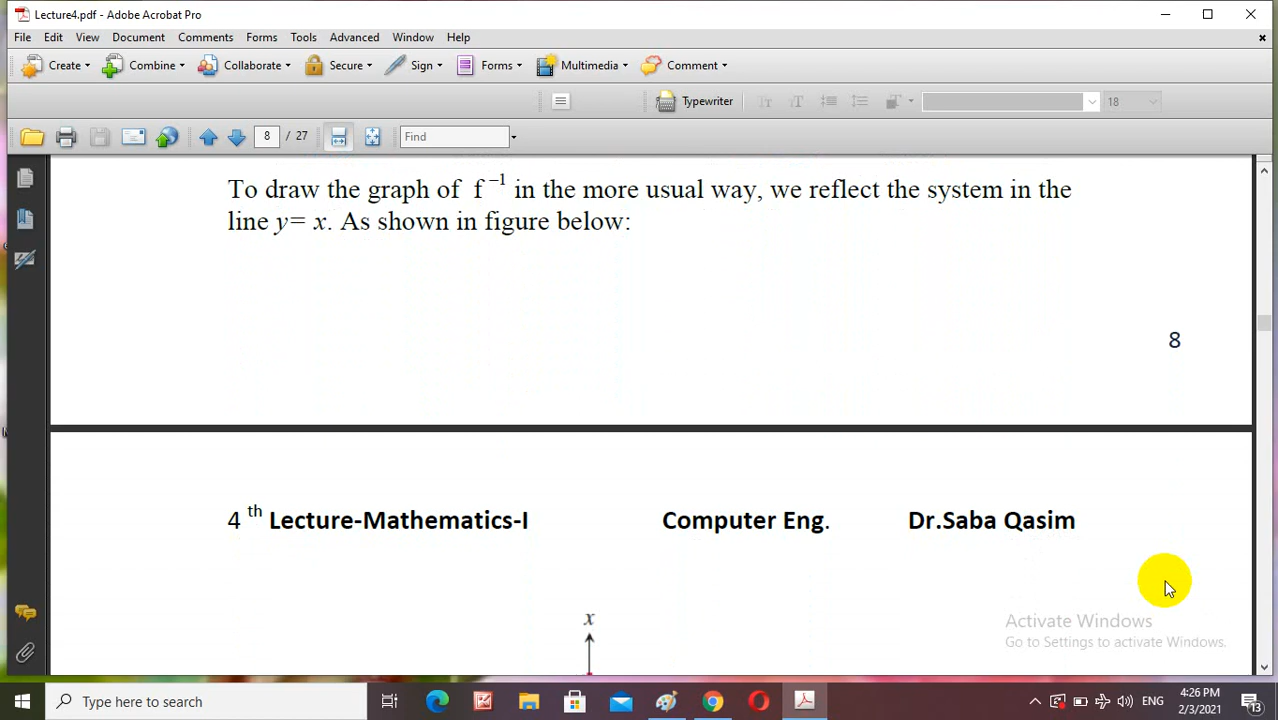 Lecture4.pdf - Adobe Acrobat Pro
File Edit View Document Comments Forms Tools Advanced Window Help
Create Combine Collaborate Secure Sign Forms Multimedia Comment
Typewriter 18
8 / 27 Find
To draw the graph of f⁻¹ in the more usual way, we reflect the system in the
line y= x. As shown in figure below:
8
4 th Lecture-Mathematics-I Computer Eng. Dr.Saba Qasim
x
Activate Windows
Go to Settings to activate Windows.
Type here to search
ENG
4:26 PM
2/3/2021
13